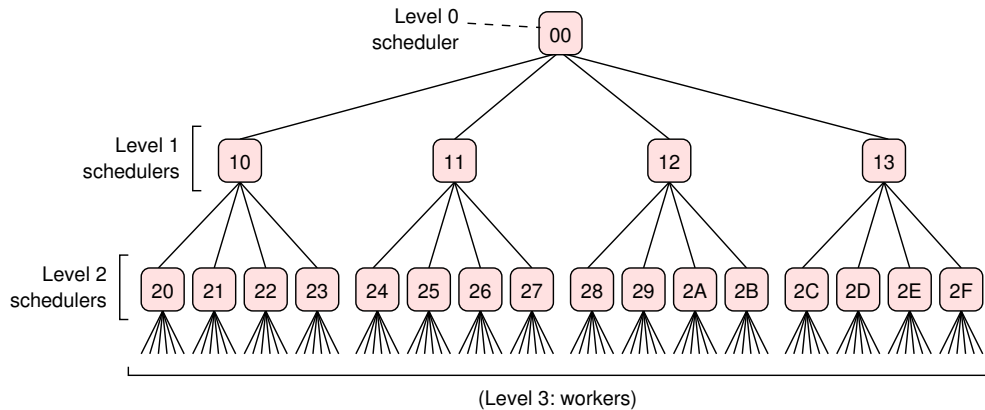 Level 0
scheduler
00
Level 1
schedulers
10 11 12 13
Level 2
schedulers
20 21 22 23 24 25 26 27 28 29 2A 2B 2C 2D 2E 2F
(Level 3: workers)